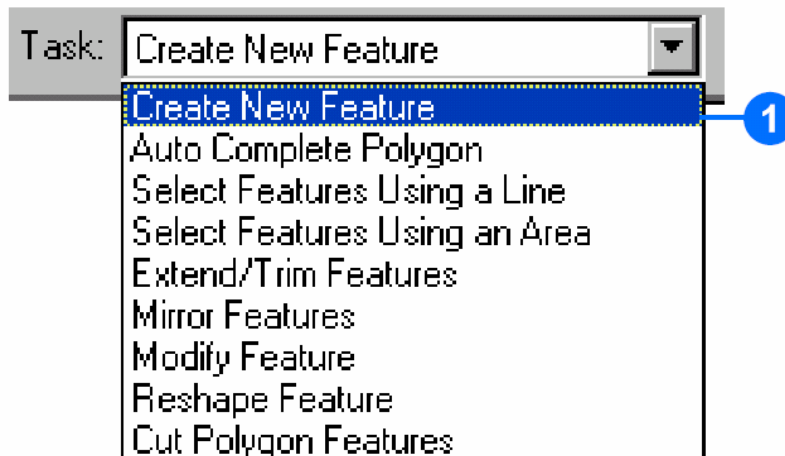 Task: Create New Feature
Create New Feature
1
Auto Complete Polygon
Select Features Using a Line
Select Features Using an Area
Extend/Trim Features
Mirror Features
Modify Feature
Reshape Feature
Cut Polygon Features